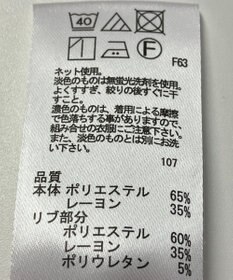 40
F
F63
ネット使用。
淡色のものは無蛍光洗剤を使用。
よくすすぎ、絞りの後すぐに干
すこと。
濃色のものは、着用による摩擦
で色落ちする事がありますので、
組み合せの衣服にご注意下さい。
また、淡色のものとは別にお洗
い下さい。
107
品質
本体 ポリエステル 65%
レーヨン 35%
リブ部分
ポリエステル 60%
レーヨン 35%
ポリウレタン 5%